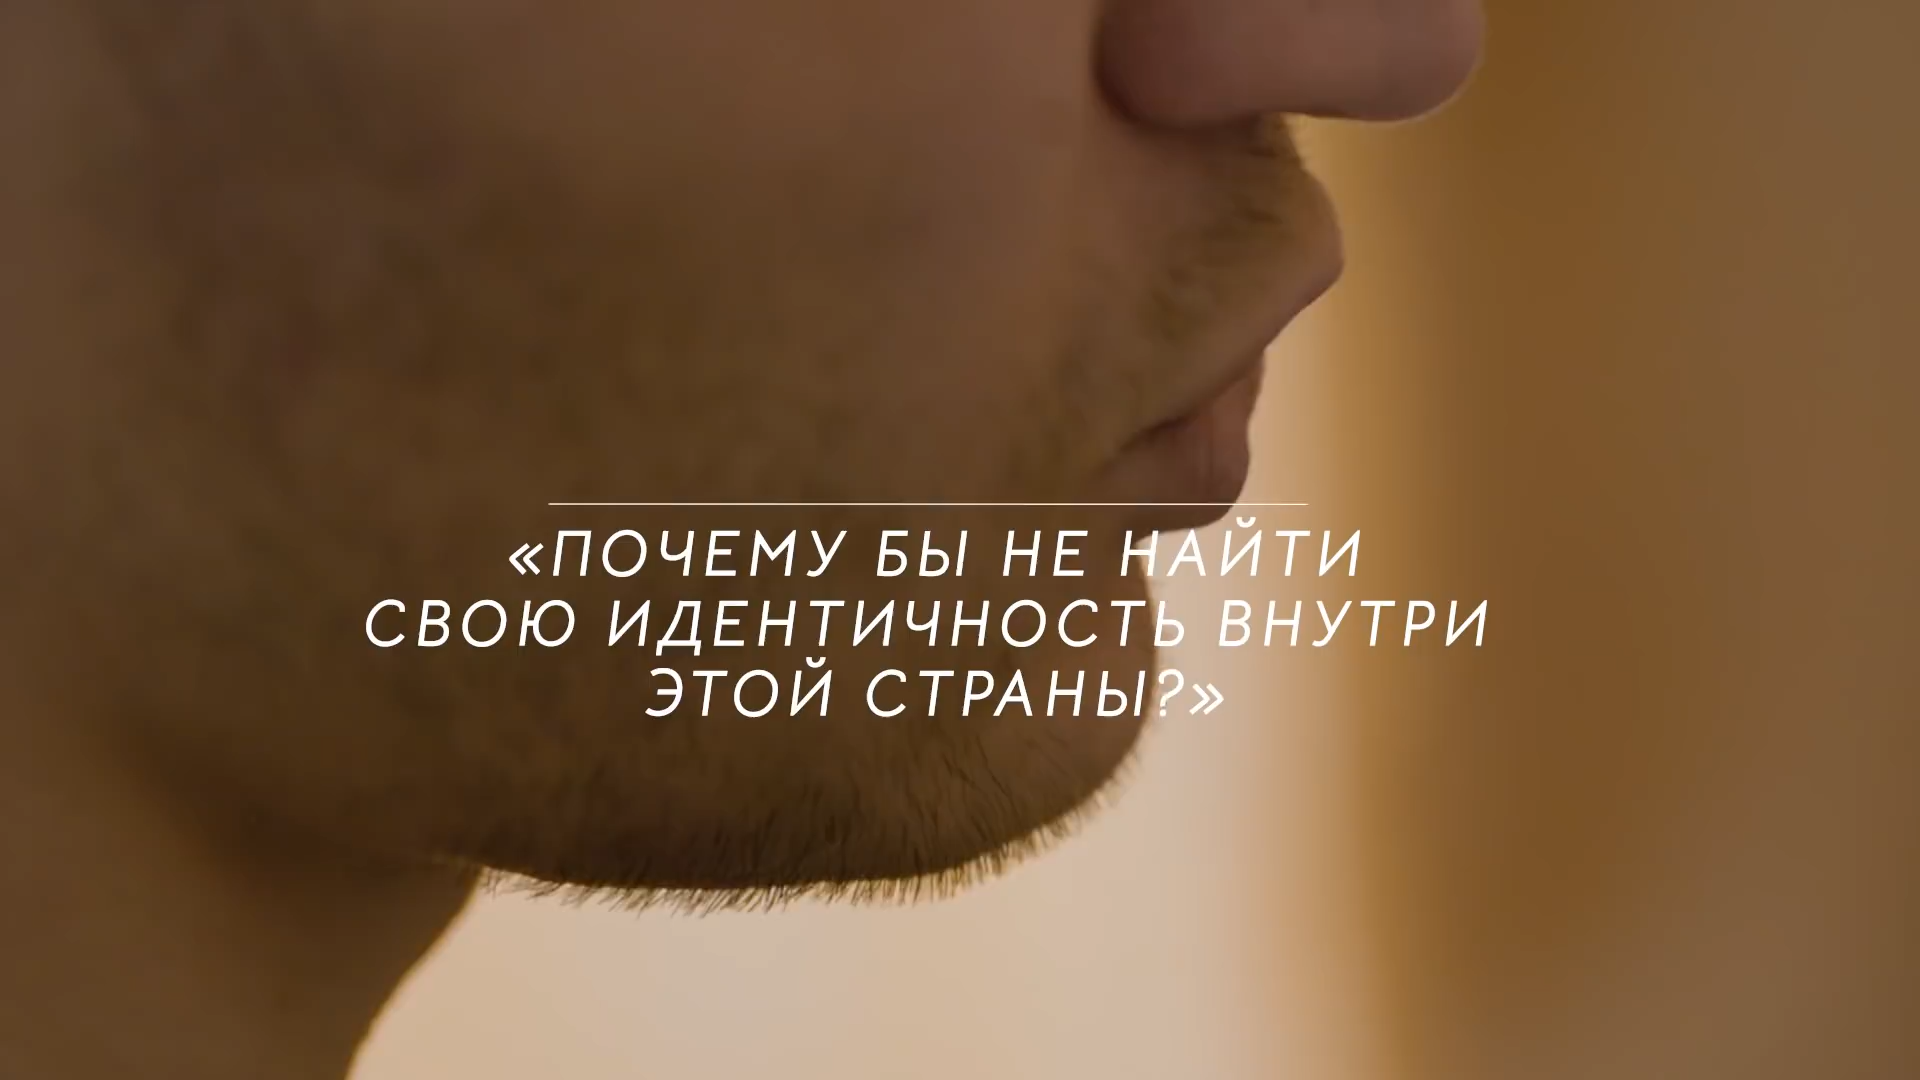 «ПОЧЕМУ БЫ НЕ НАЙТИ
СВОЮ ИДЕНТИЧНОСТЬ ВНУТРИ
ЭТОЙ СТРАНЫ?»